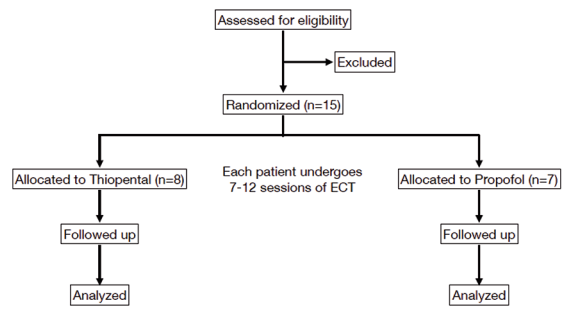 Assessed for eligibility
Excluded
Randomized (n=15)
Allocated to Thiopental (n=8)
Each patient undergoes
7-12 sessions of ECT
Allocated to Propofol (n=7)
Followed up
Followed up
Analyzed
Analyzed